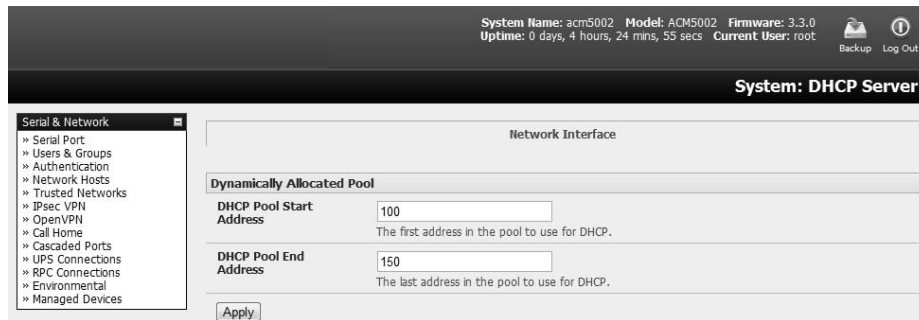 System Name: acm5002 Model: ACM5002 Firmware: 3.3.0
Uptime: 0 days, 4 hours, 24 mins, 55 secs Current User: root
Backup
Log Out
System: DHCP Server
Serial & Network
» Serial Port
» Users & Groups
» Authentication
» Network Hosts
» Trusted Networks
» IPsec VPN
» OpenVPN
» Call Home
» Cascaded Ports
» UPS Connections
» RPC Connections
» Environmental
» Managed Devices
Network Interface
Dynamically Allocated Pool
DHCP Pool Start
Address
100
The first address in the pool to use for DHCP.
DHCP Pool End
Address
150
The last address in the pool to use for DHCP.
Apply